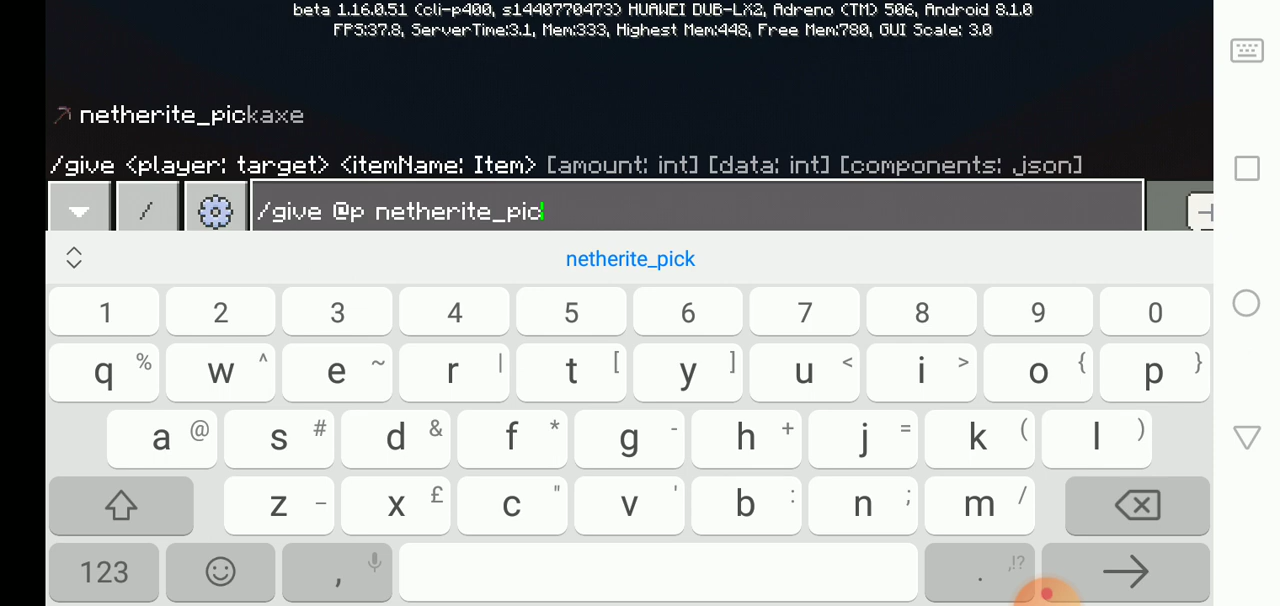 beta 1.16.0.51 (cli-p400, s1440770473) HUAWEI DUB-LX2, Adreno (TM) 506, Android 8.1.0
FPS:37.8, ServerTime:3.1, Mem:333, Highest Mem:448, Free Mem:780, GUI Scale: 3.0
netherite_pickaxe
/give <player: target> <itemName: Item> [amount: int] [data: int] [components: json]
/ /give @p netherite_pic
netherite_pick
1 2 3 4 5 6 7 8 9 0
q % w ^ e ~ r | t [ y ] u < i > o { p }
a @ s # d & f * g - h + j = k ( l )
z _ x £ c " v ' b : n ; m /
123 , . ,!?